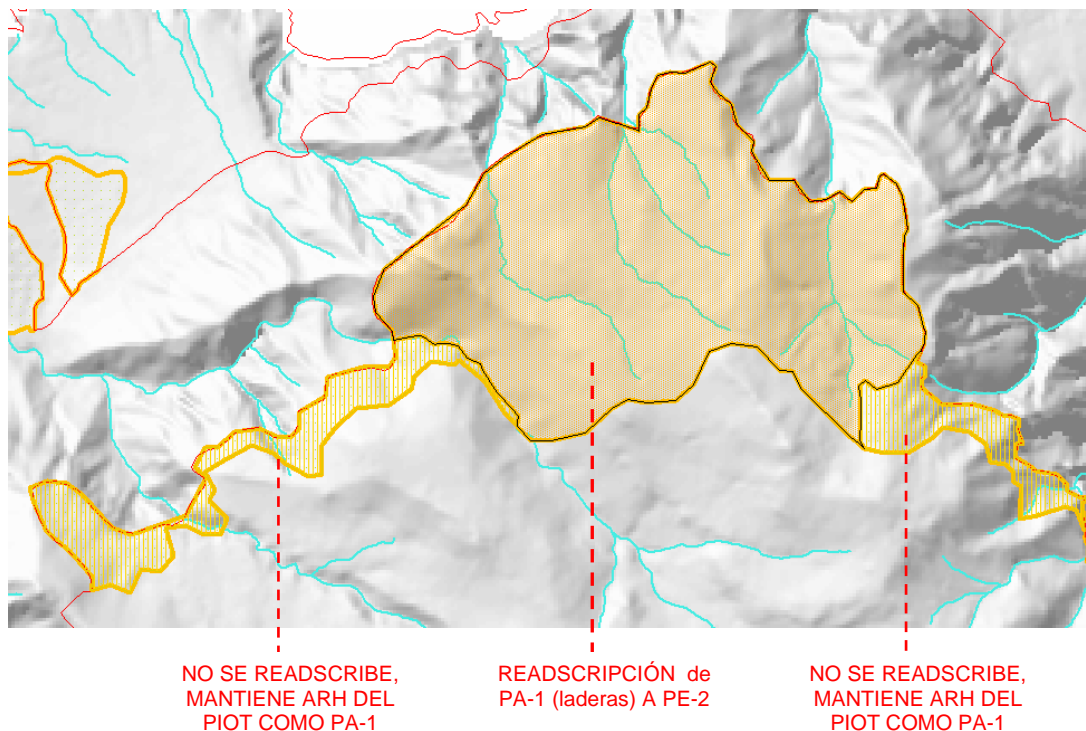 NO SE READSCRIBE,
MANTIENE ARH DEL
PIOT COMO PA-1
READSCRIPCIÓN de
PA-1 (laderas) A PE-2
NO SE READSCRIBE,
MANTIENE ARH DEL
PIOT COMO PA-1